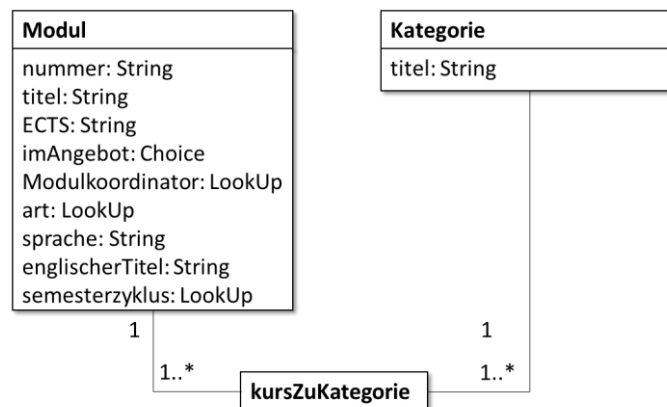 Modul
nummer: String
titel: String
ECTS: String
imAngebot: Choice
Modulkoordinator: LookUp
art: LookUp
sprache: String
englischerTitel: String
semesterzyklus: LookUp
Kategorie
titel: String
1
1
1..*
1..*
kursZuKategorie